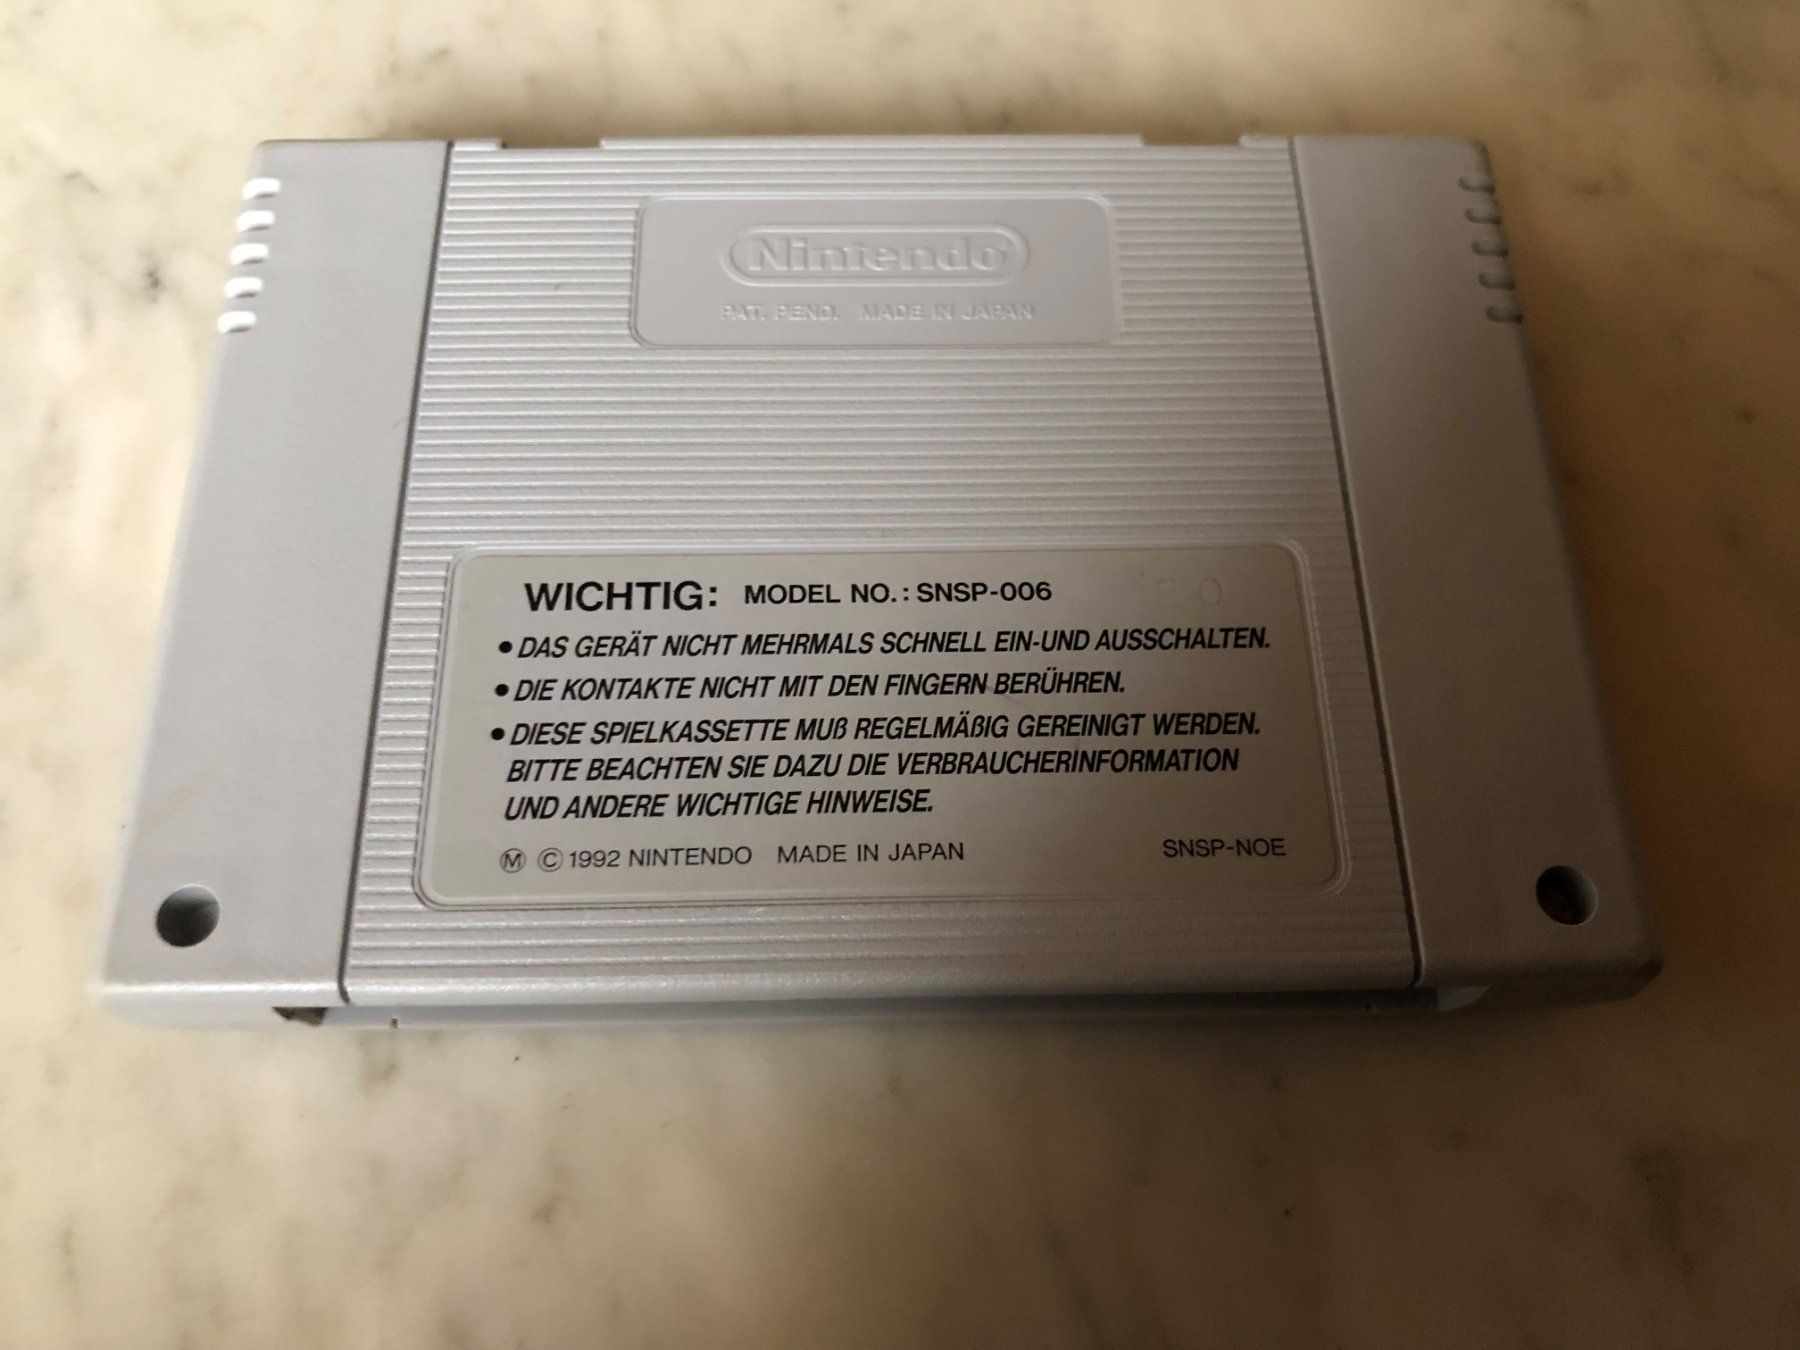 Nintendo®
PAT. PEND. MADE IN JAPAN
WICHTIG: MODEL NO.: SNSP-006
• DAS GERÄT NICHT MEHRMALS SCHNELL EIN-UND AUSSCHALTEN.
• DIE KONTAKTE NICHT MIT DEN FINGERN BERÜHREN.
• DIESE SPIELKASSETTE MUß REGELMÄßIG GEREINIGT WERDEN.
BITTE BEACHTEN SIE DAZU DIE VERBRAUCHERINFORMATION
UND ANDERE WICHTIGE HINWEISE.
Ⓜ © 1992 NINTENDO MADE IN JAPAN SNSP-NOE